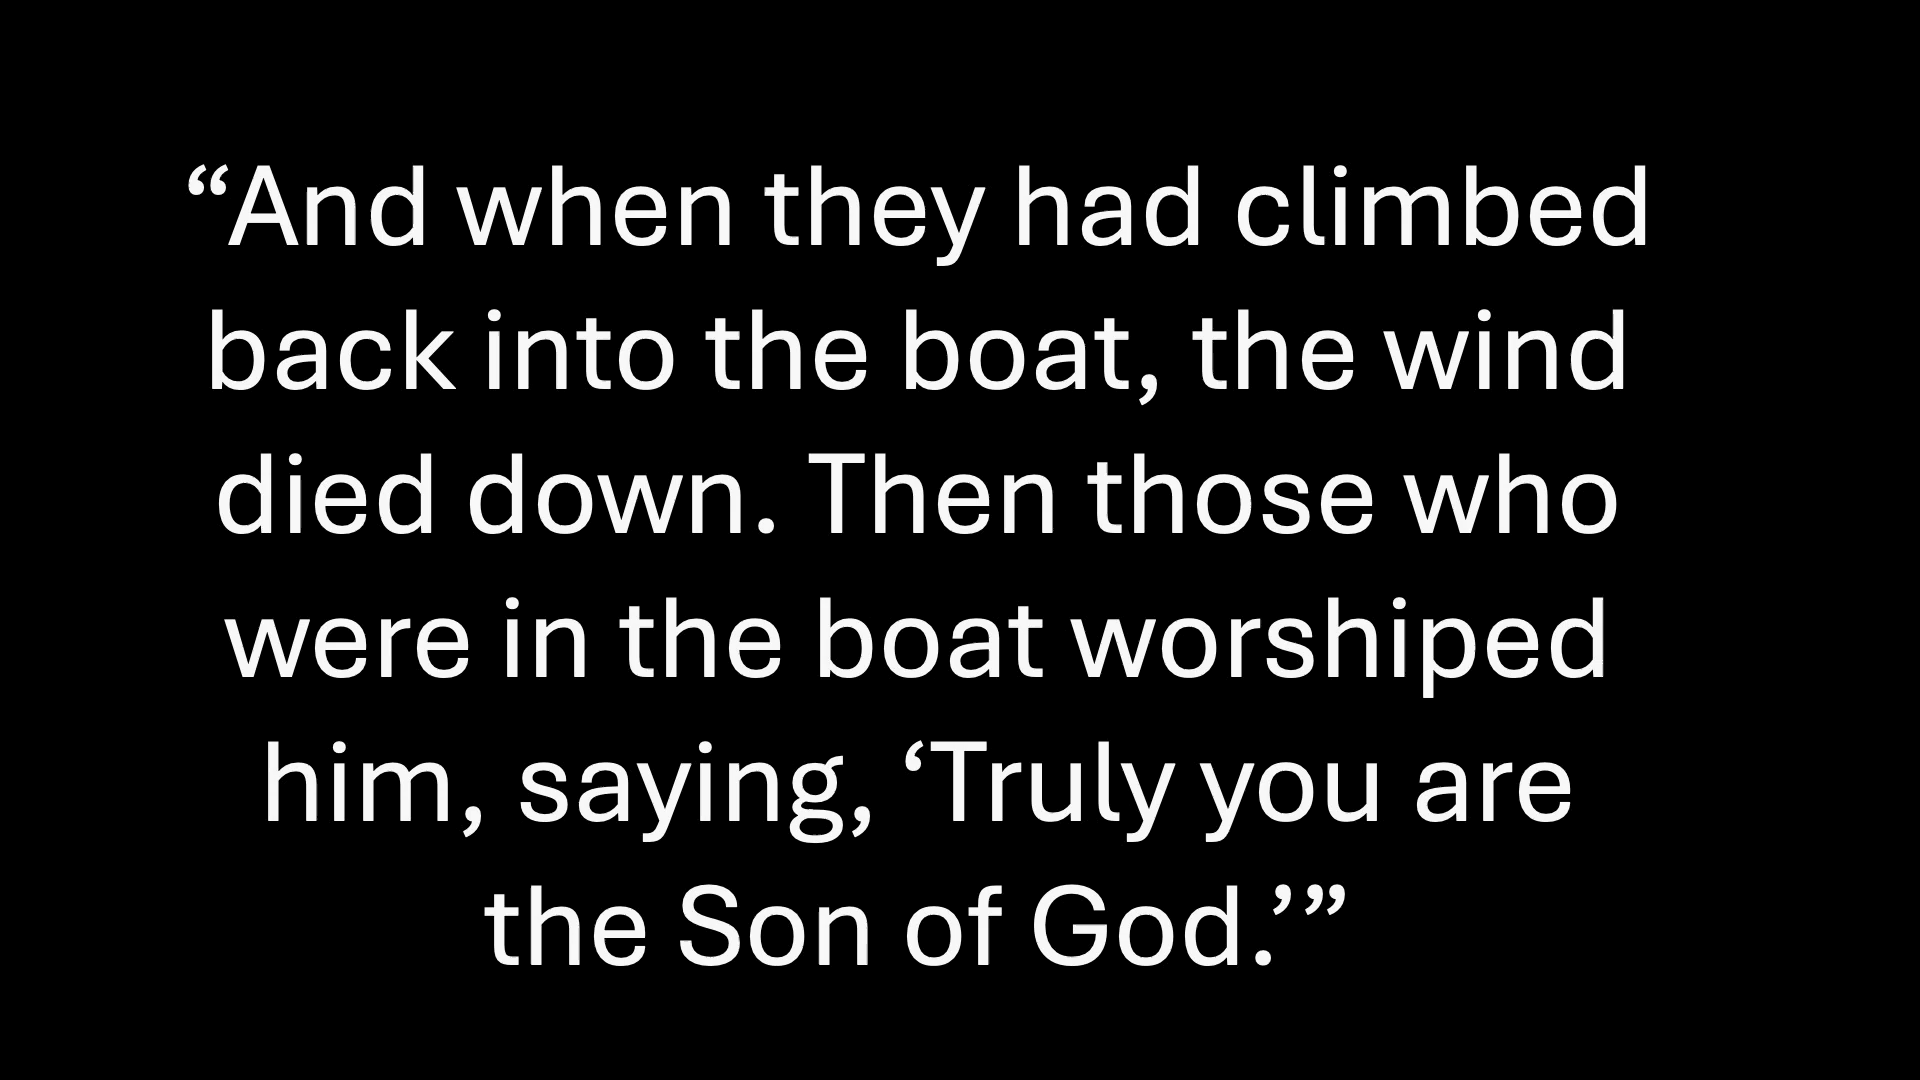 “And when they had climbed
back into the boat, the wind
died down. Then those who
were in the boat worshiped
him, saying, ‘Truly you are
the Son of God.’”